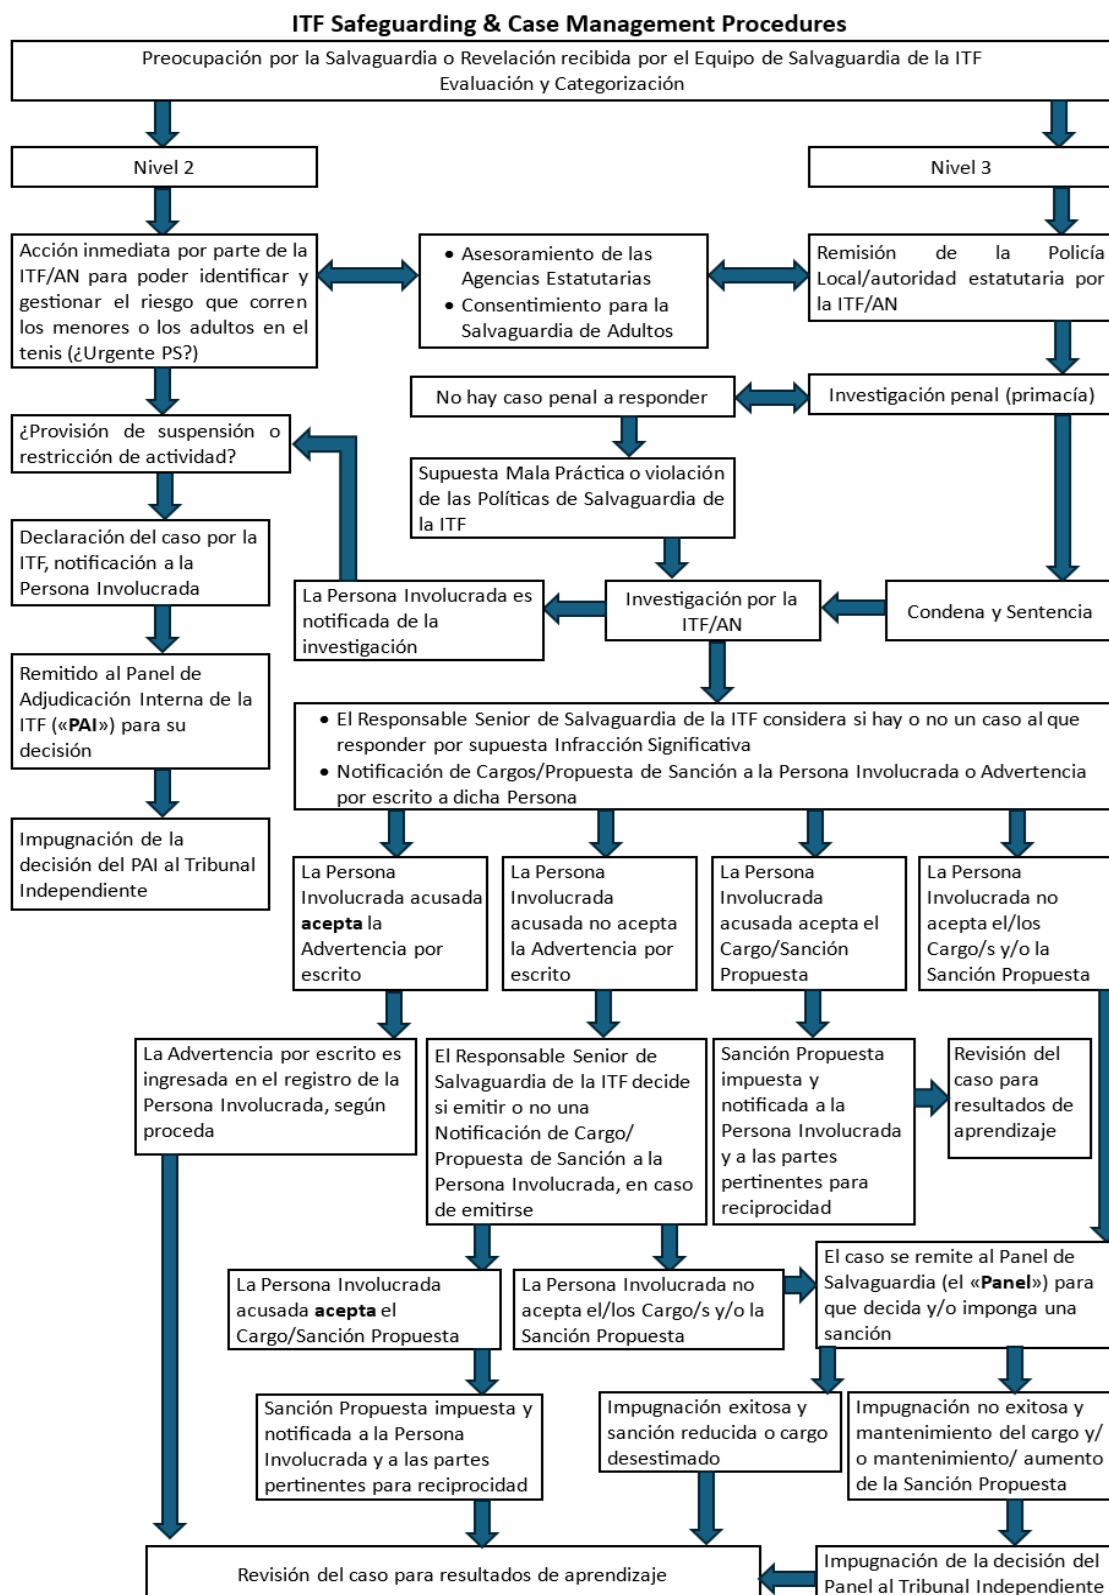 ITF Safeguarding & Case Management Procedures
Preocupación por la Salvaguardia o Revelación recibida por el Equipo de Salvaguardia de la ITF
Evaluación y Categorización
Nivel 2
Nivel 3
Acción inmediata por parte de la
ITF/AN para poder identificar y
gestionar el riesgo que corren
los menores o los adultos en el
tenis (¿Urgente PS?)
• Asesoramiento de las
Agencias Estatutarias
• Consentimiento para la
Salvaguardia de Adultos
Remisión de la Policía
Local/autoridad estatutaria por
la ITF/AN
No hay caso penal a responder
Investigación penal (primacía)
¿Provisión de suspensión o
restricción de actividad?
Supuesta Mala Práctica o violación
de las Políticas de Salvaguardia de
la ITF
Declaración del caso por la
ITF, notificación a la
Persona Involucrada
La Persona Involucrada es
notificada de la
investigación
Investigación por la
ITF/AN
Condena y Sentencia
Remitido al Panel de
Adjudicación Interna de la
ITF («PAI») para su
decisión
• El Responsable Senior de Salvaguardia de la ITF considera si hay o no un caso al que
responder por supuesta Infracción Significativa
• Notificación de Cargos/Propuesta de Sanción a la Persona Involucrada o Advertencia
por escrito a dicha Persona
Impugnación de la
decisión del PAI al Tribunal
Independiente
La Persona
Involucrada acusada
acepta la
Advertencia por
escrito
La Persona
Involucrada
acusada no acepta
la Advertencia por
escrito
La Persona
Involucrada
acusada acepta el
Cargo/Sanción
Propuesta
La Persona
Involucrada no
acepta el/los
Cargo/s y/o la
Sanción Propuesta
La Advertencia por escrito es
ingresada en el registro de la
Persona Involucrada, según
proceda
El Responsable Senior de
Salvaguardia de la ITF decide
si emitir o no una
Notificación de Cargo/
Propuesta de Sanción a la
Persona Involucrada, en caso
de emitirse
Sanción Propuesta
impuesta y
notificada a la
Persona Involucrada
y a las partes
pertinentes para
reciprocidad
Revisión del
caso para
resultados de
aprendizaje
La Persona Involucrada
acusada acepta el
Cargo/Sanción Propuesta
La Persona Involucrada no
acepta el/los Cargo/s y/o la
Sanción Propuesta
El caso se remite al Panel de
Salvaguardia (el «Panel») para
que decida y/o imponga una
sanción
Sanción Propuesta impuesta y
notificada a la Persona
Involucrada y a las partes
pertinentes para reciprocidad
Impugnación exitosa y
sanción reducida o cargo
desestimado
Impugnación no exitosa y
mantenimiento del cargo y/
o mantenimiento/ aumento
de la Sanción Propuesta
Revisión del caso para resultados de aprendizaje
Impugnación de la decisión del
Panel al Tribunal Independiente